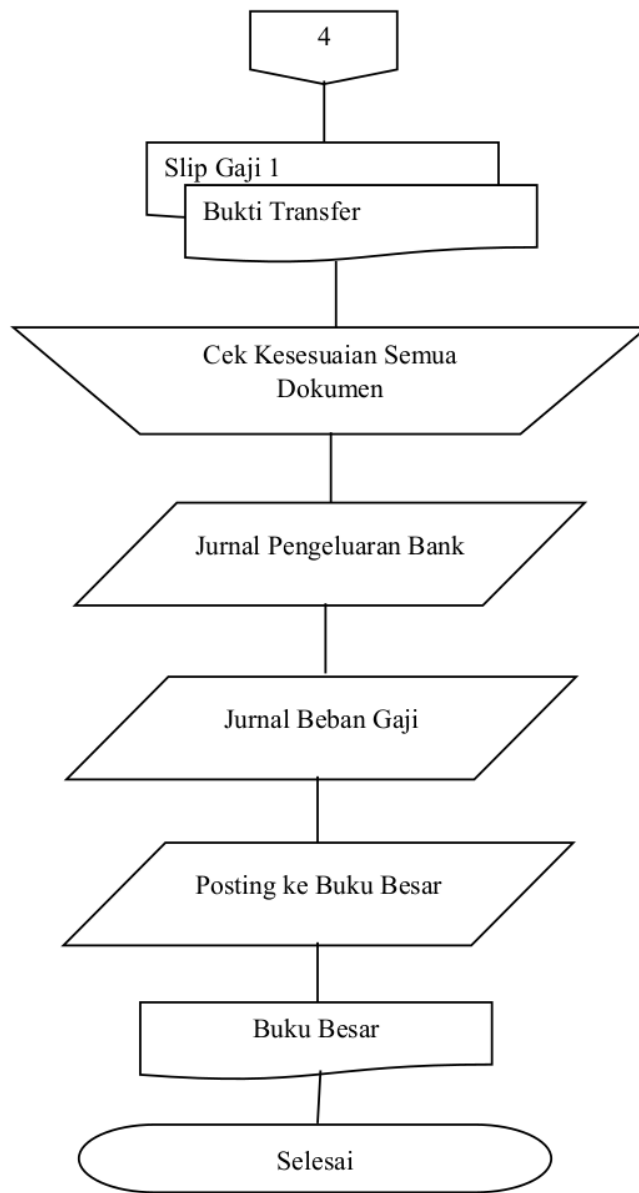 4
Slip Gaji 1
Bukti Transfer
Cek Kesesuaian Semua
Dokumen
Jurnal Pengeluaran Bank
Jurnal Beban Gaji
Posting ke Buku Besar
Buku Besar
Selesai